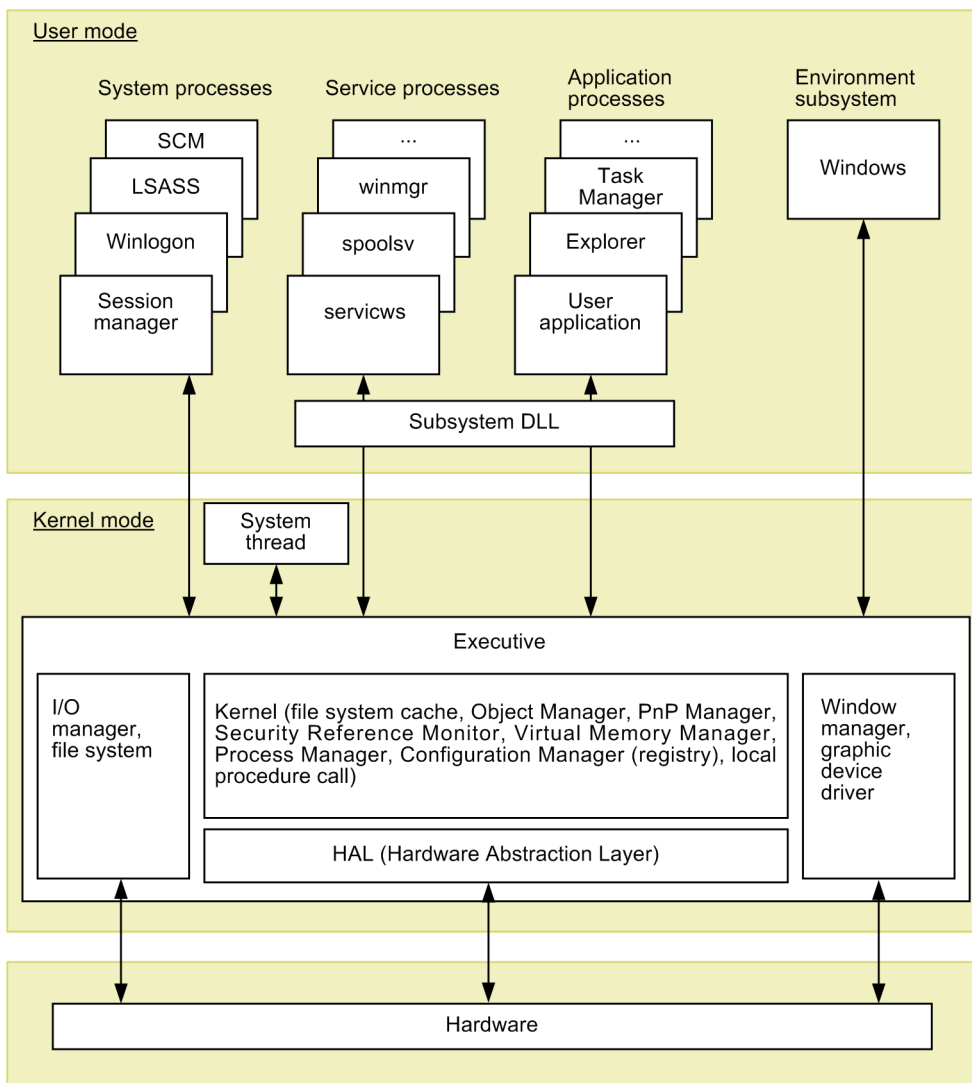 User mode
System processes
Service processes
Application
processes
Environment
subsystem
SCM
LSASS
Winlogon
Session
manager
...
winmgr
spoolsv
servicws
...
Task
Manager
Explorer
User
application
Windows
Subsystem DLL
Kernel mode
System
thread
Executive
I/O
manager,
file system
Kernel (file system cache, Object Manager, PnP Manager,
Security Reference Monitor, Virtual Memory Manager,
Process Manager, Configuration Manager (registry), local
procedure call)
HAL (Hardware Abstraction Layer)
Window
manager,
graphic
device
driver
Hardware